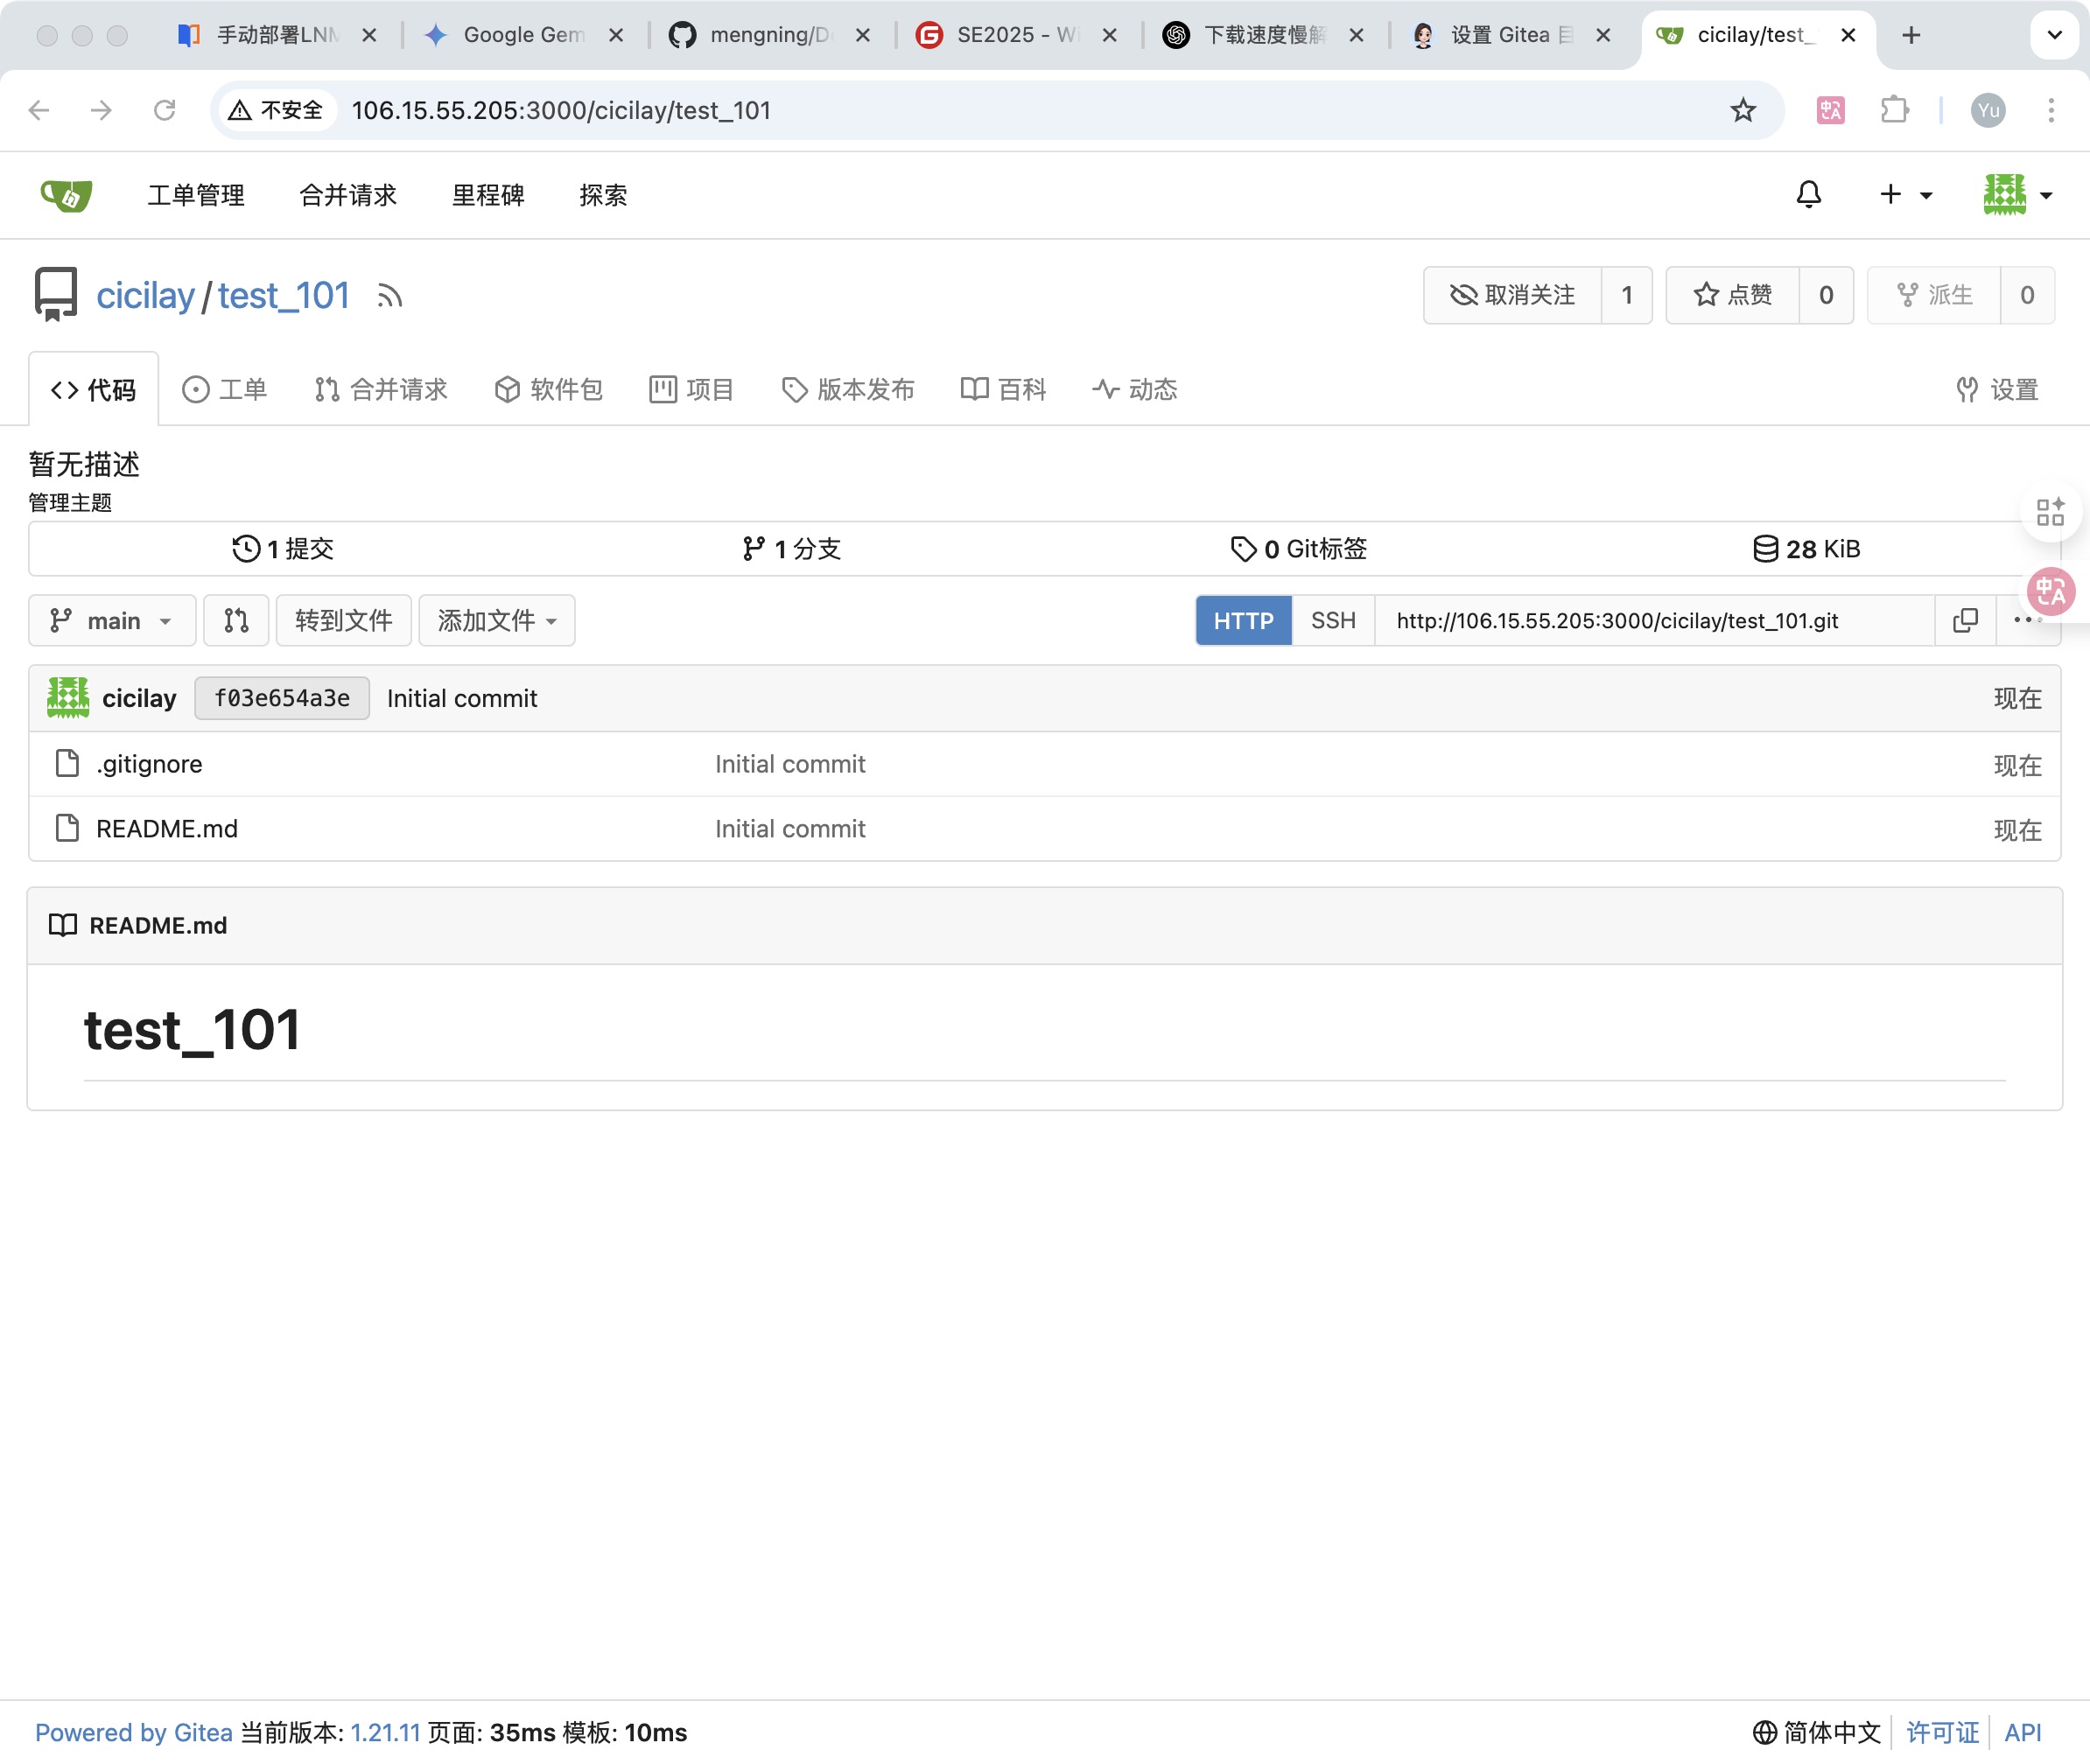 手动部署LNM
Google Gem
mengning/De
SE2025 - Wi
下载速度慢解
设置 Gitea 目
cicilay/test_
不安全
106.15.55.205:3000/cicilay/test_101
Yu
工单管理 合并请求 里程碑 探索
cicilay/test_101
取消关注 1
点赞 0
派生 0
代码 工单 合并请求 软件包 项目 版本发布 百科 动态 设置
暂无描述
管理主题
1 提交 1 分支 0 Git标签 28 KiB
main 转到文件 添加文件
HTTP SSH http://106.15.55.205:3000/cicilay/test_101.git
cicilay f03e654a3e Initial commit 现在
.gitignore Initial commit 现在
README.md Initial commit 现在
README.md
test_101
Powered by Gitea 当前版本: 1.21.11 页面: 35ms 模板: 10ms
简体中文 许可证 API